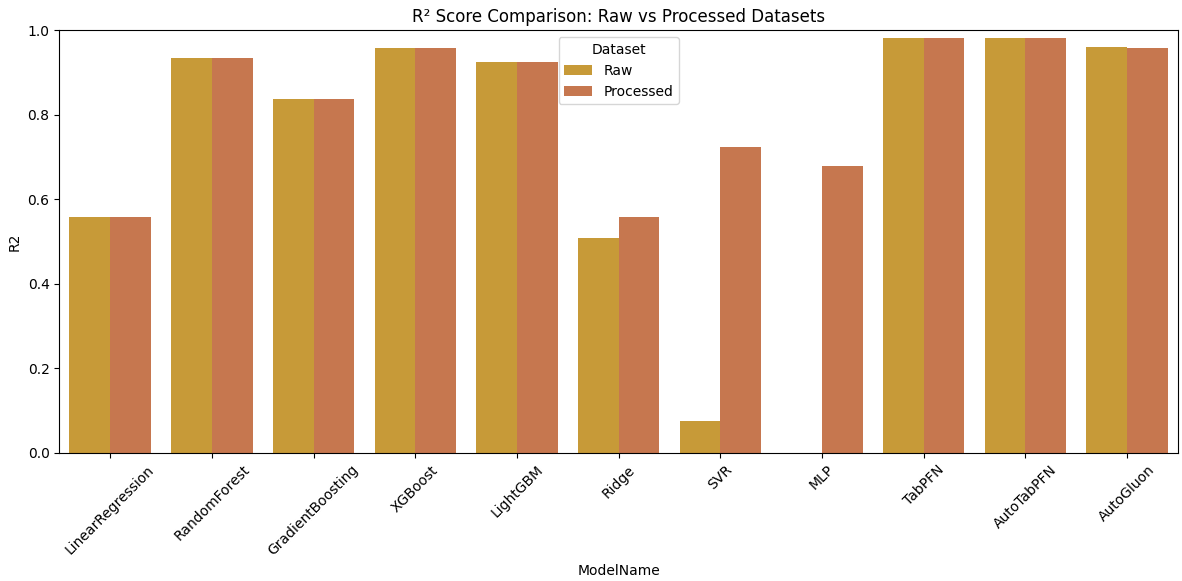 R² Score Comparison: Raw vs Processed Datasets
Dataset
Raw
Processed
R2
1.0
0.8
0.6
0.4
0.2
0.0
LinearRegression
RandomForest
GradientBoosting
XGBoost
LightGBM
Ridge
SVR
MLP
TabPFN
AutoTabPFN
AutoGluon
ModelName